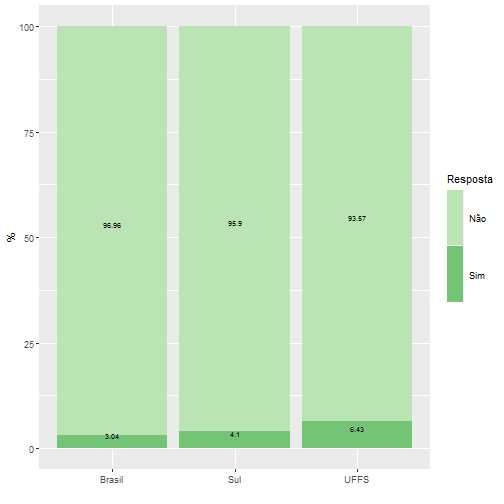 100
75
50
25
0
%
96.96
95.9
93.57
3.04
4.1
6.43
Brasil
Sul
UFFS
Resposta
Não
Sim